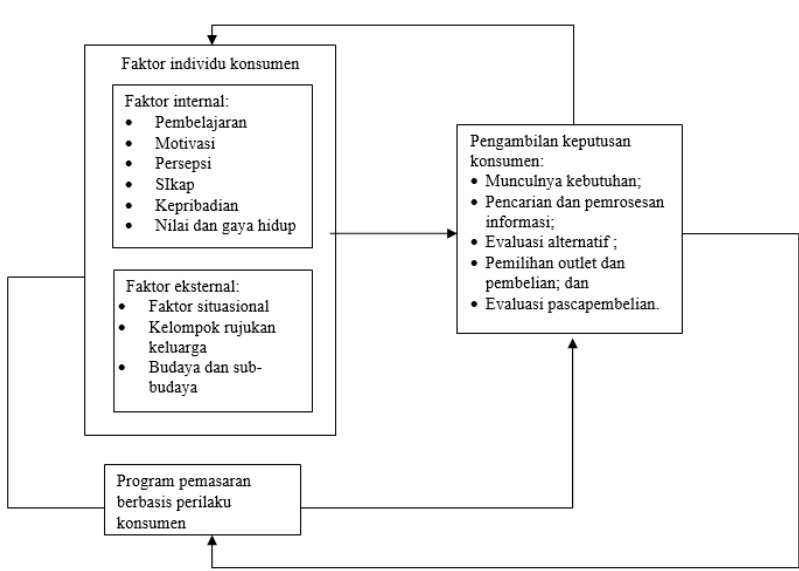 Faktor individu konsumen
Faktor internal:
• Pembelajaran
• Motivasi
• Persepsi
• SIkap
• Kepribadian
• Nilai dan gaya hidup
Faktor eksternal:
• Faktor situasional
• Kelompok rujukan
keluarga
• Budaya dan sub-
budaya
Pengambilan keputusan
konsumen:
• Munculnya kebutuhan;
• Pencarian dan pemrosesan
informasi;
• Evaluasi alternatif ;
• Pemilihan outlet dan
pembelian; dan
• Evaluasi pascapembelian.
Program pemasaran
berbasis perilaku
konsumen